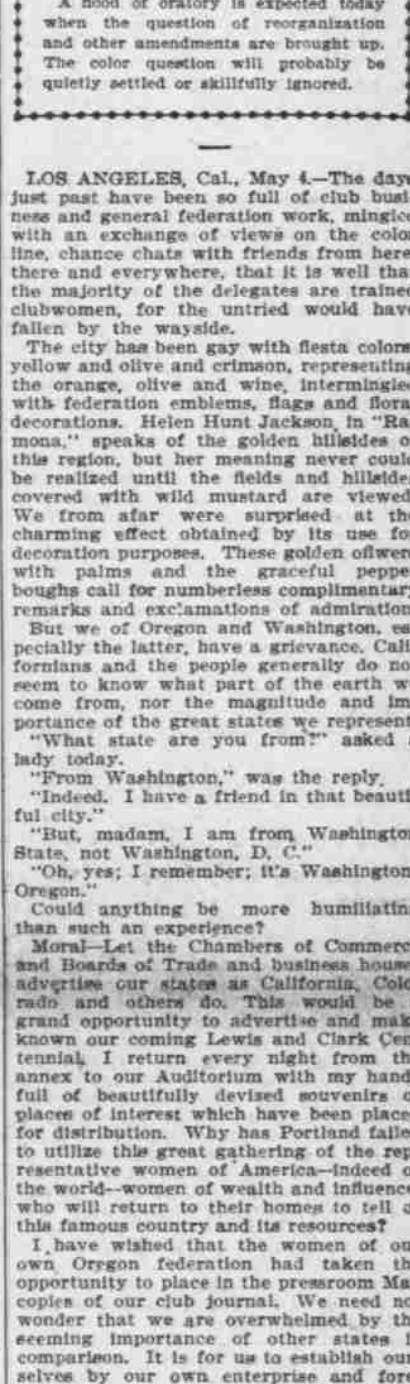 A flood of oratory is expected today
when the question of reorganization
and other amendments are brought up.
The color question will probably be
quietly settled or skillfully ignored.
LOS ANGELES, Cal., May 4.—The days
just past have been so full of club busi
ness and general federation work, mingled
with an exchange of views on the color
line, chance chats with friends from here,
there and everywhere, that it is well that
the majority of the delegates are trained
clubwomen, for the untried would have
fallen by the wayside.
The city has been gay with fiesta colors,
yellow and olive and crimson, representing
the orange, olive and wine, intermingled
with federation emblems, flags and floral
decorations. Helen Hunt Jackson, in "Ra
mona," speaks of the golden hillsides of
this region, but her meaning never could
be realized until the fields and hillsides
covered with wild mustard are viewed.
We from afar were surprised at the
charming effect obtained by its use for
decoration purposes. These golden oflwers
with palms and the graceful pepper
boughs call for numberless complimentary
remarks and exclamations of admiration.
But we of Oregon and Washington, es
pecially the latter, have a grievance. Cali
fornians and the people generally do not
seem to know what part of the earth we
come from, nor the magnitude and im
portance of the great states we represent.
"What state are you from?" asked a
lady today.
"From Washington," was the reply.
"Indeed. I have a friend in that beauti
ful city."
"But, madam, I am from Washington
State, not Washington, D. C."
"Oh, yes; I remember; it's Washington,
Oregon."
Could anything be more humiliating
than such an experience?
Moral—Let the Chambers of Commerce
and Boards of Trade and business houses
advertise our states as California, Colo
rado and others do. This would be a
grand opportunity to advertise and make
known our coming Lewis and Clark Cen
tennial. I return every night from the
annex to our Auditorium with my hands
full of beautifully devised souvenirs of
places of interest which have been placed
for distribution. Why has Portland failed
to utilize this great gathering of the rep
resentative women of America—indeed of
the world—women of wealth and influence
who will return to their homes to tell of
this famous country and its resources?
I have wished that the women of our
own Oregon federation had taken the
opportunity to place in the pressroom May
copies of our club journal. We need not
wonder that we are overwhelmed by the
seeming importance of other states in
comparison. It is for us to establish our
selves by our own enterprise and force